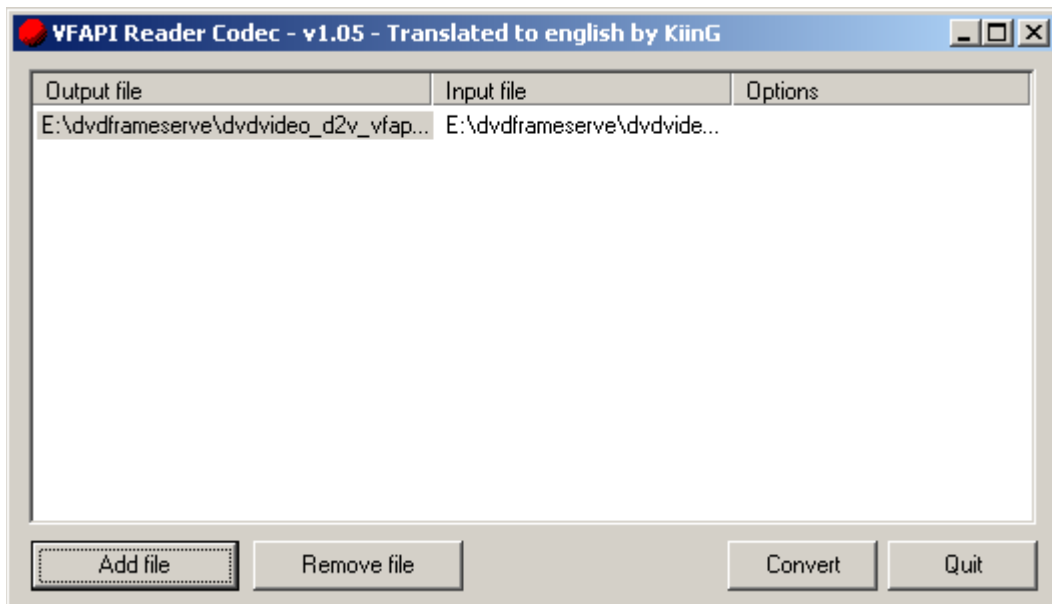 VFAPI Reader Codec - v1.05 - Translated to english by KiinG
Output file Input file Options
E:\dvdframeserve\dvdvideo_d2v_vfap... E:\dvdframeserve\dvdvide...
Add file Remove file Convert Quit